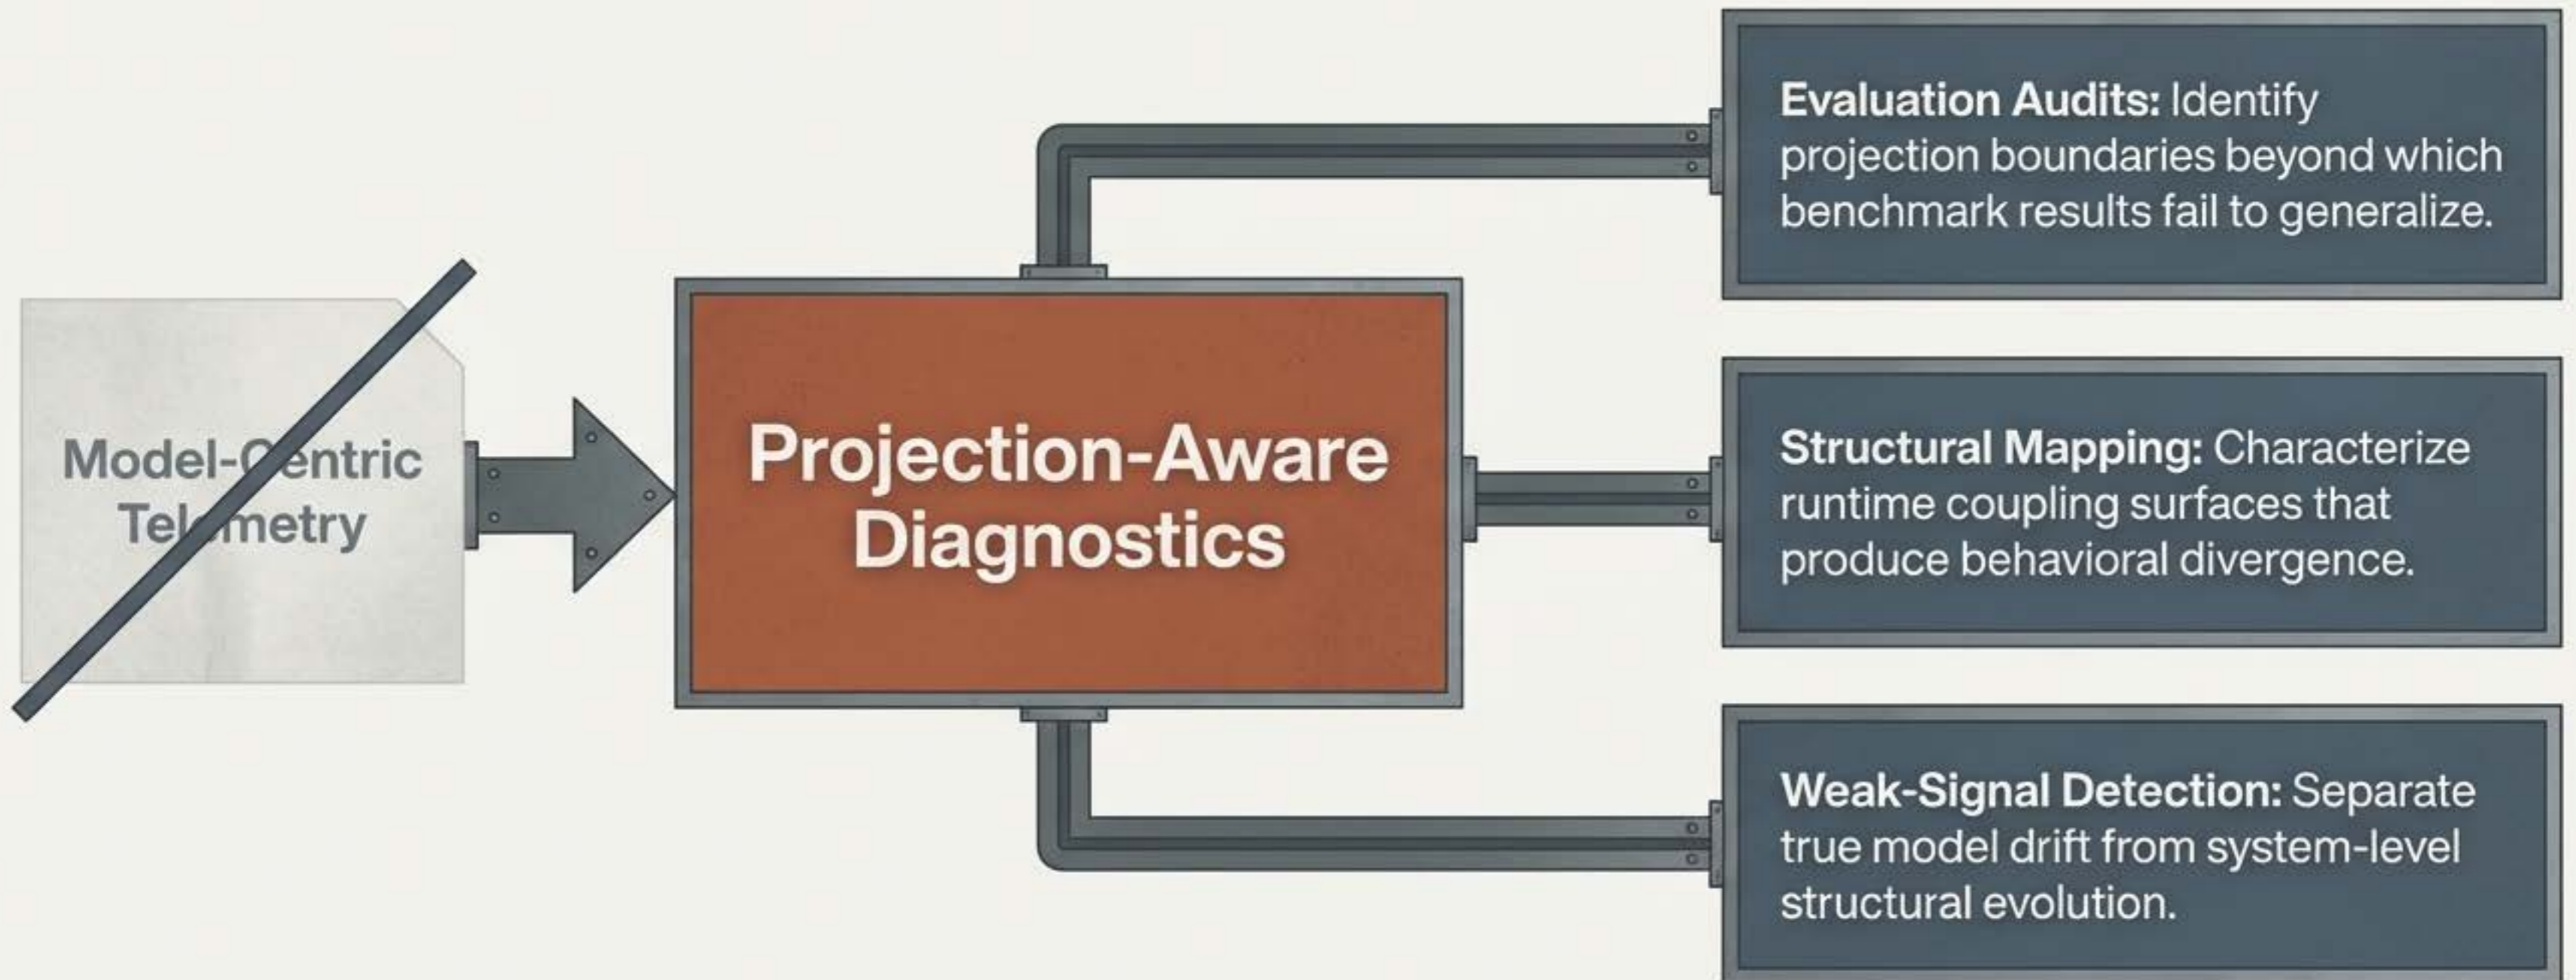 Model-Centric
Telemetry
Projection-Aware
Diagnostics
Evaluation Audits: Identify
projection boundaries beyond which
benchmark results fail to generalize.
Structural Mapping: Characterize
runtime coupling surfaces that
produce behavioral divergence.
Weak-Signal Detection: Separate
true model drift from system-level
structural evolution.